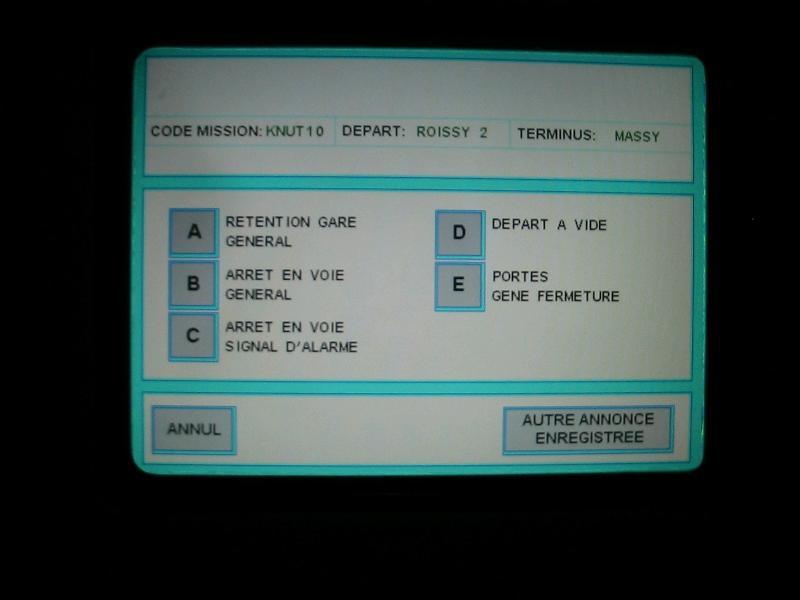 CODE MISSION: KNUT10 DEPART: ROISSY 2 TERMINUS: MASSY
A RETENTION GARE
GENERAL
B ARRET EN VOIE
GENERAL
C ARRET EN VOIE
SIGNAL D'ALARME
D DEPART A VIDE
E PORTES
GENE FERMETURE
ANNUL
AUTRE ANNONCE
ENREGISTREE